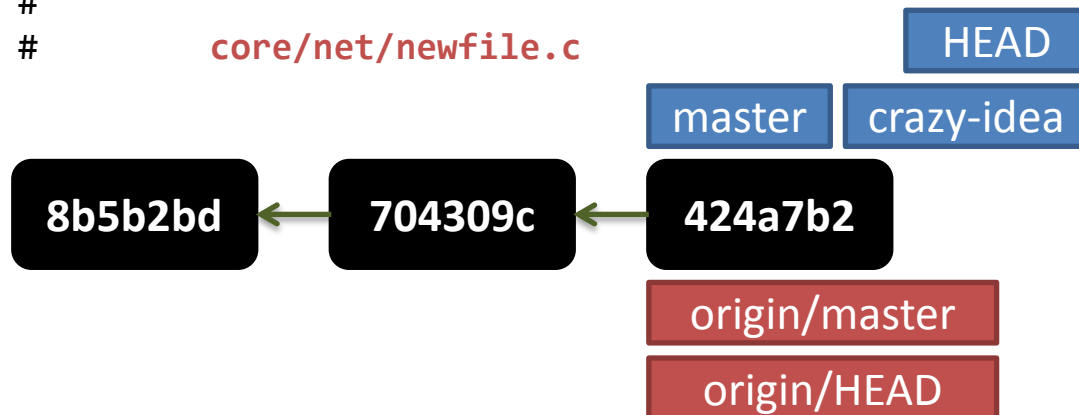 #
# core/net/newfile.c
HEAD
master crazy-idea
8b5b2bd 704309c 424a7b2
origin/master
origin/HEAD